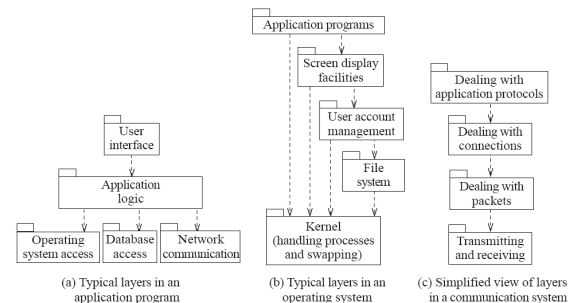 User
interface
Application
logic
Operating
system access
Database
access
Network
communication
(a) Typical layers in an
application program
Application programs
Screen display
facilities
User account
management
File
system
Kernel
(handling processes
and swapping)
(b) Typical layers in an
operating system
Dealing with
application protocols
Dealing with
connections
Dealing with
packets
Transmitting
and receiving
(c) Simplified view of layers
in a communication system